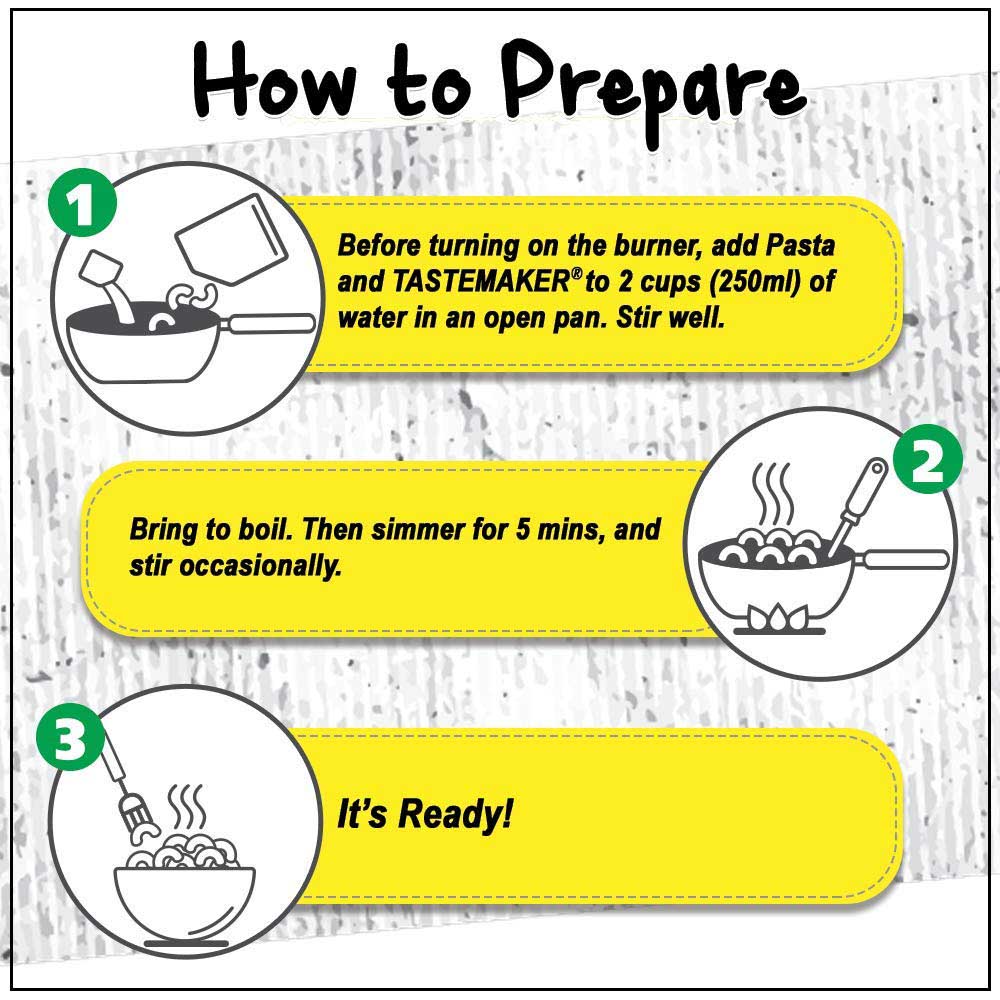 How to Prepare
1
Before turning on the burner, add Pasta
and TASTEMAKER® to 2 cups (250ml) of
water in an open pan. Stir well.
2
Bring to boil. Then simmer for 5 mins, and
stir occasionally.
3
It's Ready!